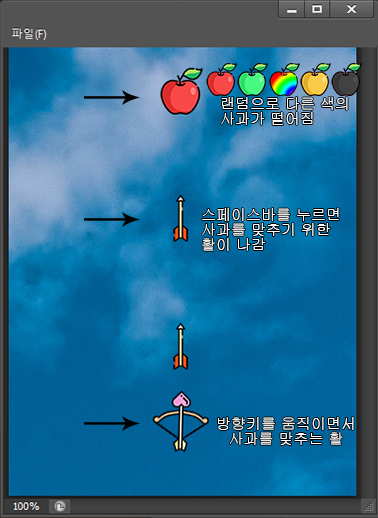 파일(F)
랜덤으로 다른 색의
사과가 떨어짐
스페이스바를 누르면
사과를 맞추기 위한
활이 나감
방향키를 움직이면서
사과를 맞추는 활
100%